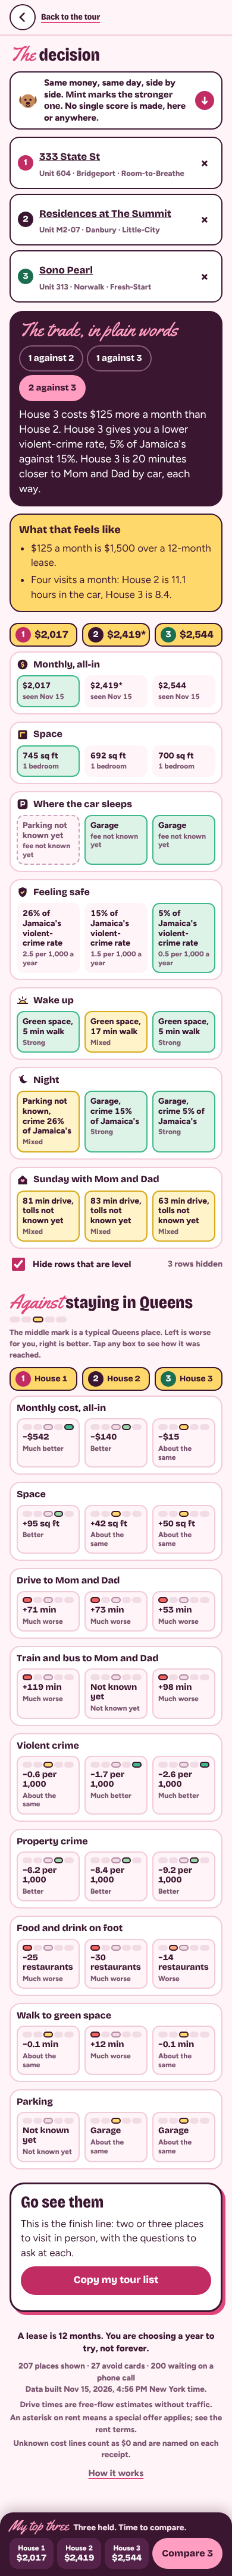 Back to the tour
The decision
Same money, same day, side by
side. Mint marks the stronger
one. No single score is made, here
or anywhere.
1
333 State St
Unit 604 · Bridgeport · Room-to-Breathe
×
2
Residences at The Summit
Unit M2-07 · Danbury · Little-City
×
3
Sono Pearl
Unit 313 · Norwalk · Fresh-Start
×
The trade, in plain words
1 against 2
1 against 3
2 against 3
House 3 costs $125 more a month than
House 2. House 3 gives you a lower
violent-crime rate, 5% of Jamaica's
against 15%. House 3 is 20 minutes
closer to Mom and Dad by car, each
way.
What that feels like
• $125 a month is $1,500 over a 12-month
lease.
• Four visits a month: House 2 is 11.1
hours in the car, House 3 is 8.4.
1 $2,017
2 $2,419*
3 $2,544
$ Monthly, all-in
$2,017
seen Nov 15
$2,419*
seen Nov 15
$2,544
seen Nov 15
Space
745 sq ft
1 bedroom
692 sq ft
1 bedroom
700 sq ft
1 bedroom
P Where the car sleeps
Parking not
known yet
fee not known
yet
Garage
fee not known
yet
Garage
fee not known
yet
Feeling safe
26% of
Jamaica's
violent-
crime rate
2.5 per 1,000 a
year
15% of
Jamaica's
violent-
crime rate
1.5 per 1,000 a
year
5% of
Jamaica's
violent-
crime rate
0.5 per 1,000 a
year
Wake up
Green space,
5 min walk
Strong
Green space,
17 min walk
Mixed
Green space,
5 min walk
Strong
Night
Parking not
known,
crime 26%
of Jamaica's
Mixed
Garage,
crime 15%
of Jamaica's
Strong
Garage,
crime 5% of
Jamaica's
Strong
Sunday with Mom and Dad
81 min drive,
tolls not
known yet
Mixed
83 min drive,
tolls not
known yet
Mixed
63 min drive,
tolls not
known yet
Mixed
Hide rows that are level
3 rows hidden
Against staying in Queens
The middle mark is a typical Queens place. Left is worse
for you, right is better. Tap any box to see how it was
reached.
1 House 1
2 House 2
3 House 3
Monthly cost, all-in
−$542
Much better
−$140
Better
−$15
About the
same
Space
+95 sq ft
Better
+42 sq ft
About the
same
+50 sq ft
About the
same
Drive to Mom and Dad
+71 min
Much worse
+73 min
Much worse
+53 min
Much worse
Train and bus to Mom and Dad
+119 min
Much worse
Not known
yet
Not known yet
+98 min
Much worse
Violent crime
−0.6 per
1,000
About the
same
−1.7 per
1,000
Much better
−2.6 per
1,000
Much better
Property crime
−6.2 per
1,000
Better
−8.4 per
1,000
Better
−9.2 per
1,000
Better
Food and drink on foot
−25
restaurants
Much worse
−30
restaurants
Much worse
−14
restaurants
Worse
Walk to green space
−0.1 min
About the
same
+12 min
Much worse
−0.1 min
About the
same
Parking
Not known
yet
Not known yet
Garage
About the
same
Garage
About the
same
Go see them
This is the finish line: two or three places
to visit in person, with the questions to
ask at each.
Copy my tour list
A lease is 12 months. You are choosing a year to
try, not forever.
207 places shown · 27 avoid cards · 200 waiting on a
phone call
Data built Nov 15, 2026, 4:56 PM New York time.
Drive times are free-flow estimates without traffic.
An asterisk on rent means a special offer applies; see the
rent terms.
Unknown cost lines count as $0 and are named on each
receipt.
How it works
My top three Three held. Time to compare.
House 1
$2,017
House 2
$2,419
House 3
$2,544
Compare 3